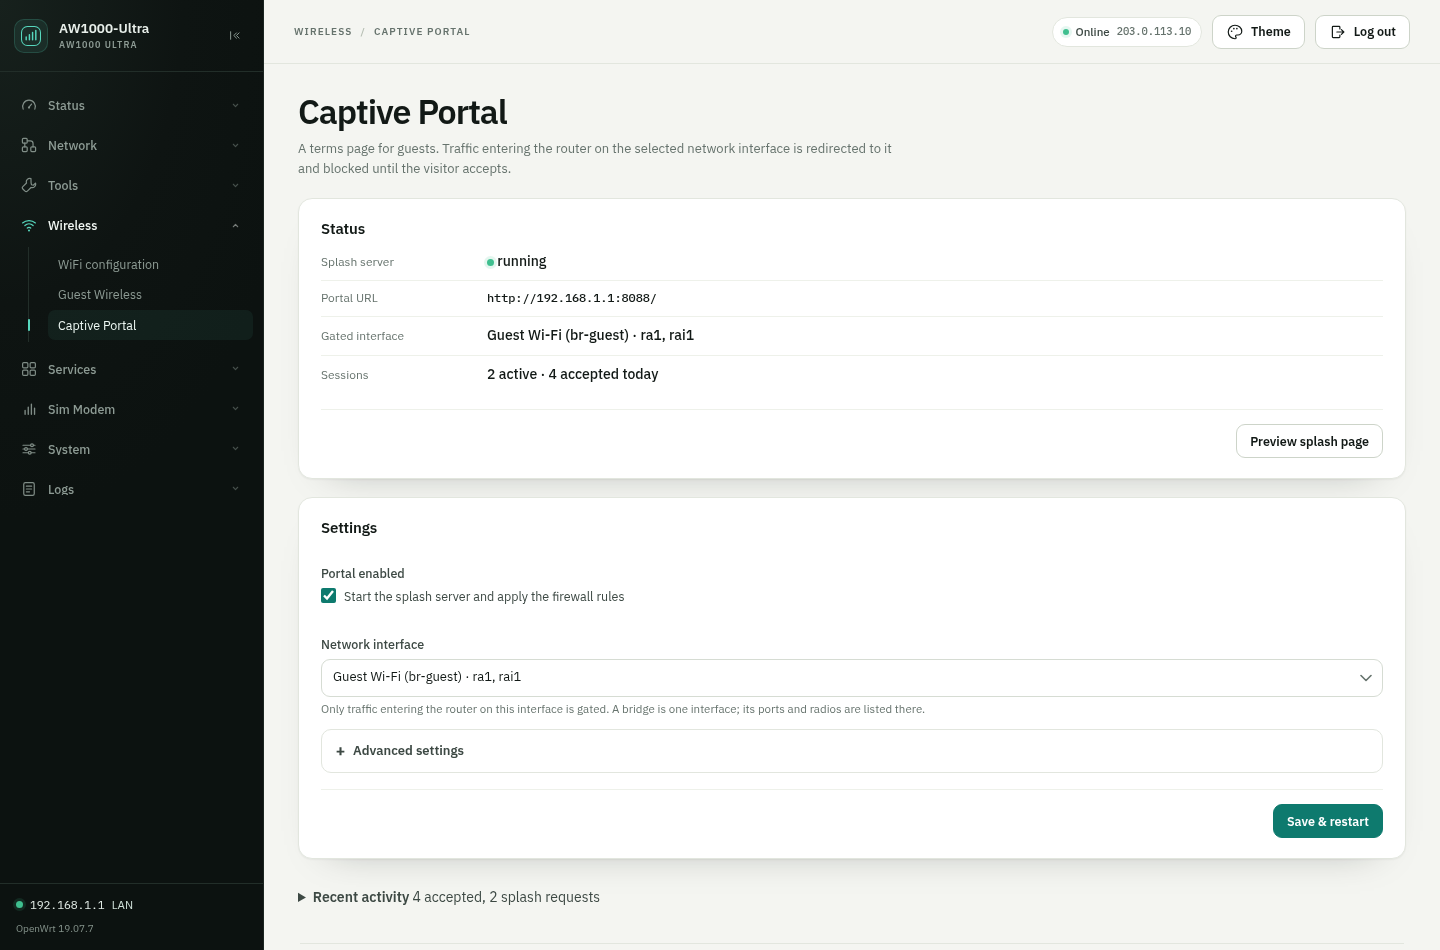 AW1000-Ultra
AW1000 ULTRA
Status
Network
Tools
Wireless
WiFi configuration
Guest Wireless
Captive Portal
Services
Sim Modem
System
Logs
192.168.1.1 LAN
OpenWrt 19.07.7
WIRELESS / CAPTIVE PORTAL
Online 203.0.113.10
Theme
Log out
Captive Portal
A terms page for guests. Traffic entering the router on the selected network interface is redirected to it
and blocked until the visitor accepts.
Status
Splash server running
Portal URL http://192.168.1.1:8088/
Gated interface Guest Wi-Fi (br-guest) · ra1, rai1
Sessions 2 active · 4 accepted today
Preview splash page
Settings
Portal enabled
Start the splash server and apply the firewall rules
Network interface
Guest Wi-Fi (br-guest) · ra1, rai1
Only traffic entering the router on this interface is gated. A bridge is one interface; its ports and radios are listed there.
+ Advanced settings
Save & restart
Recent activity 4 accepted, 2 splash requests